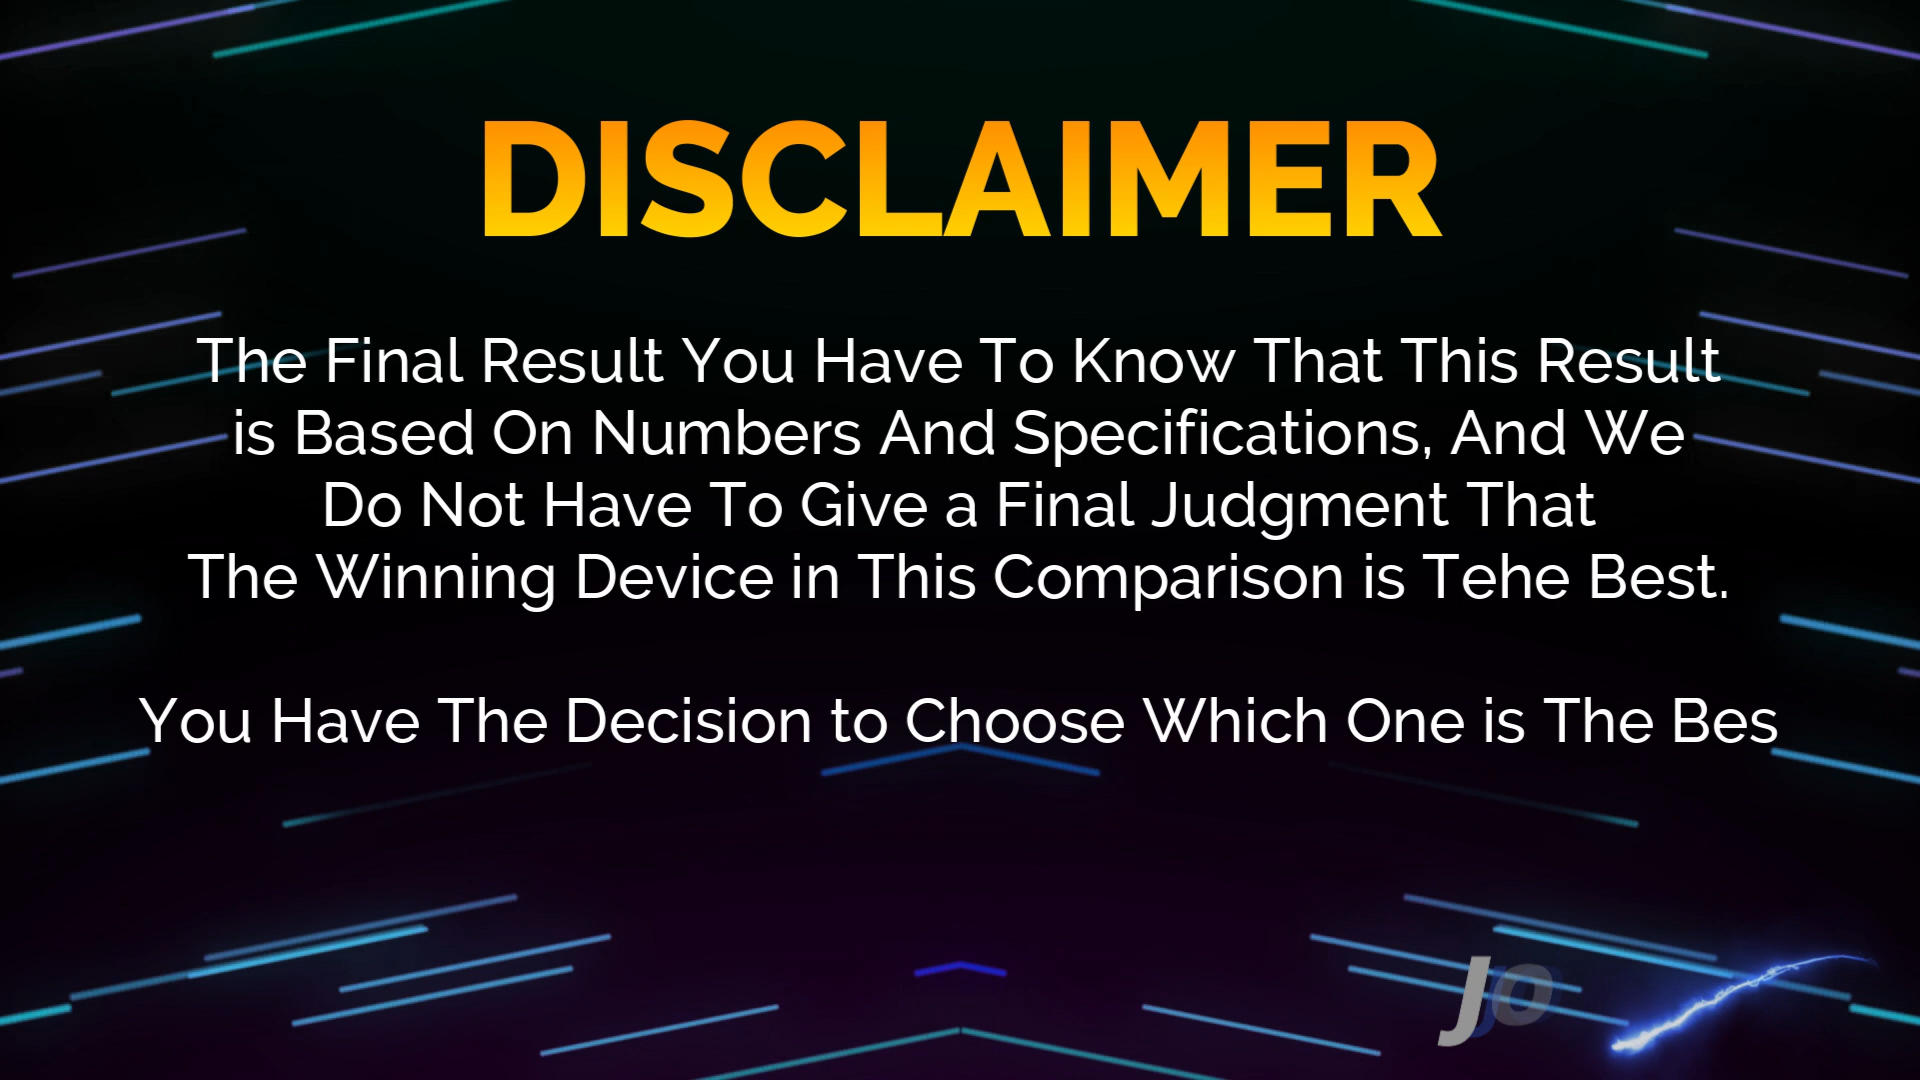 DISCLAIMER
The Final Result You Have To Know That This Result
is Based On Numbers And Specifications, And We
Do Not Have To Give a Final Judgment That
The Winning Device in This Comparison is Tehe Best.
You Have The Decision to Choose Which One is The Bes
JO